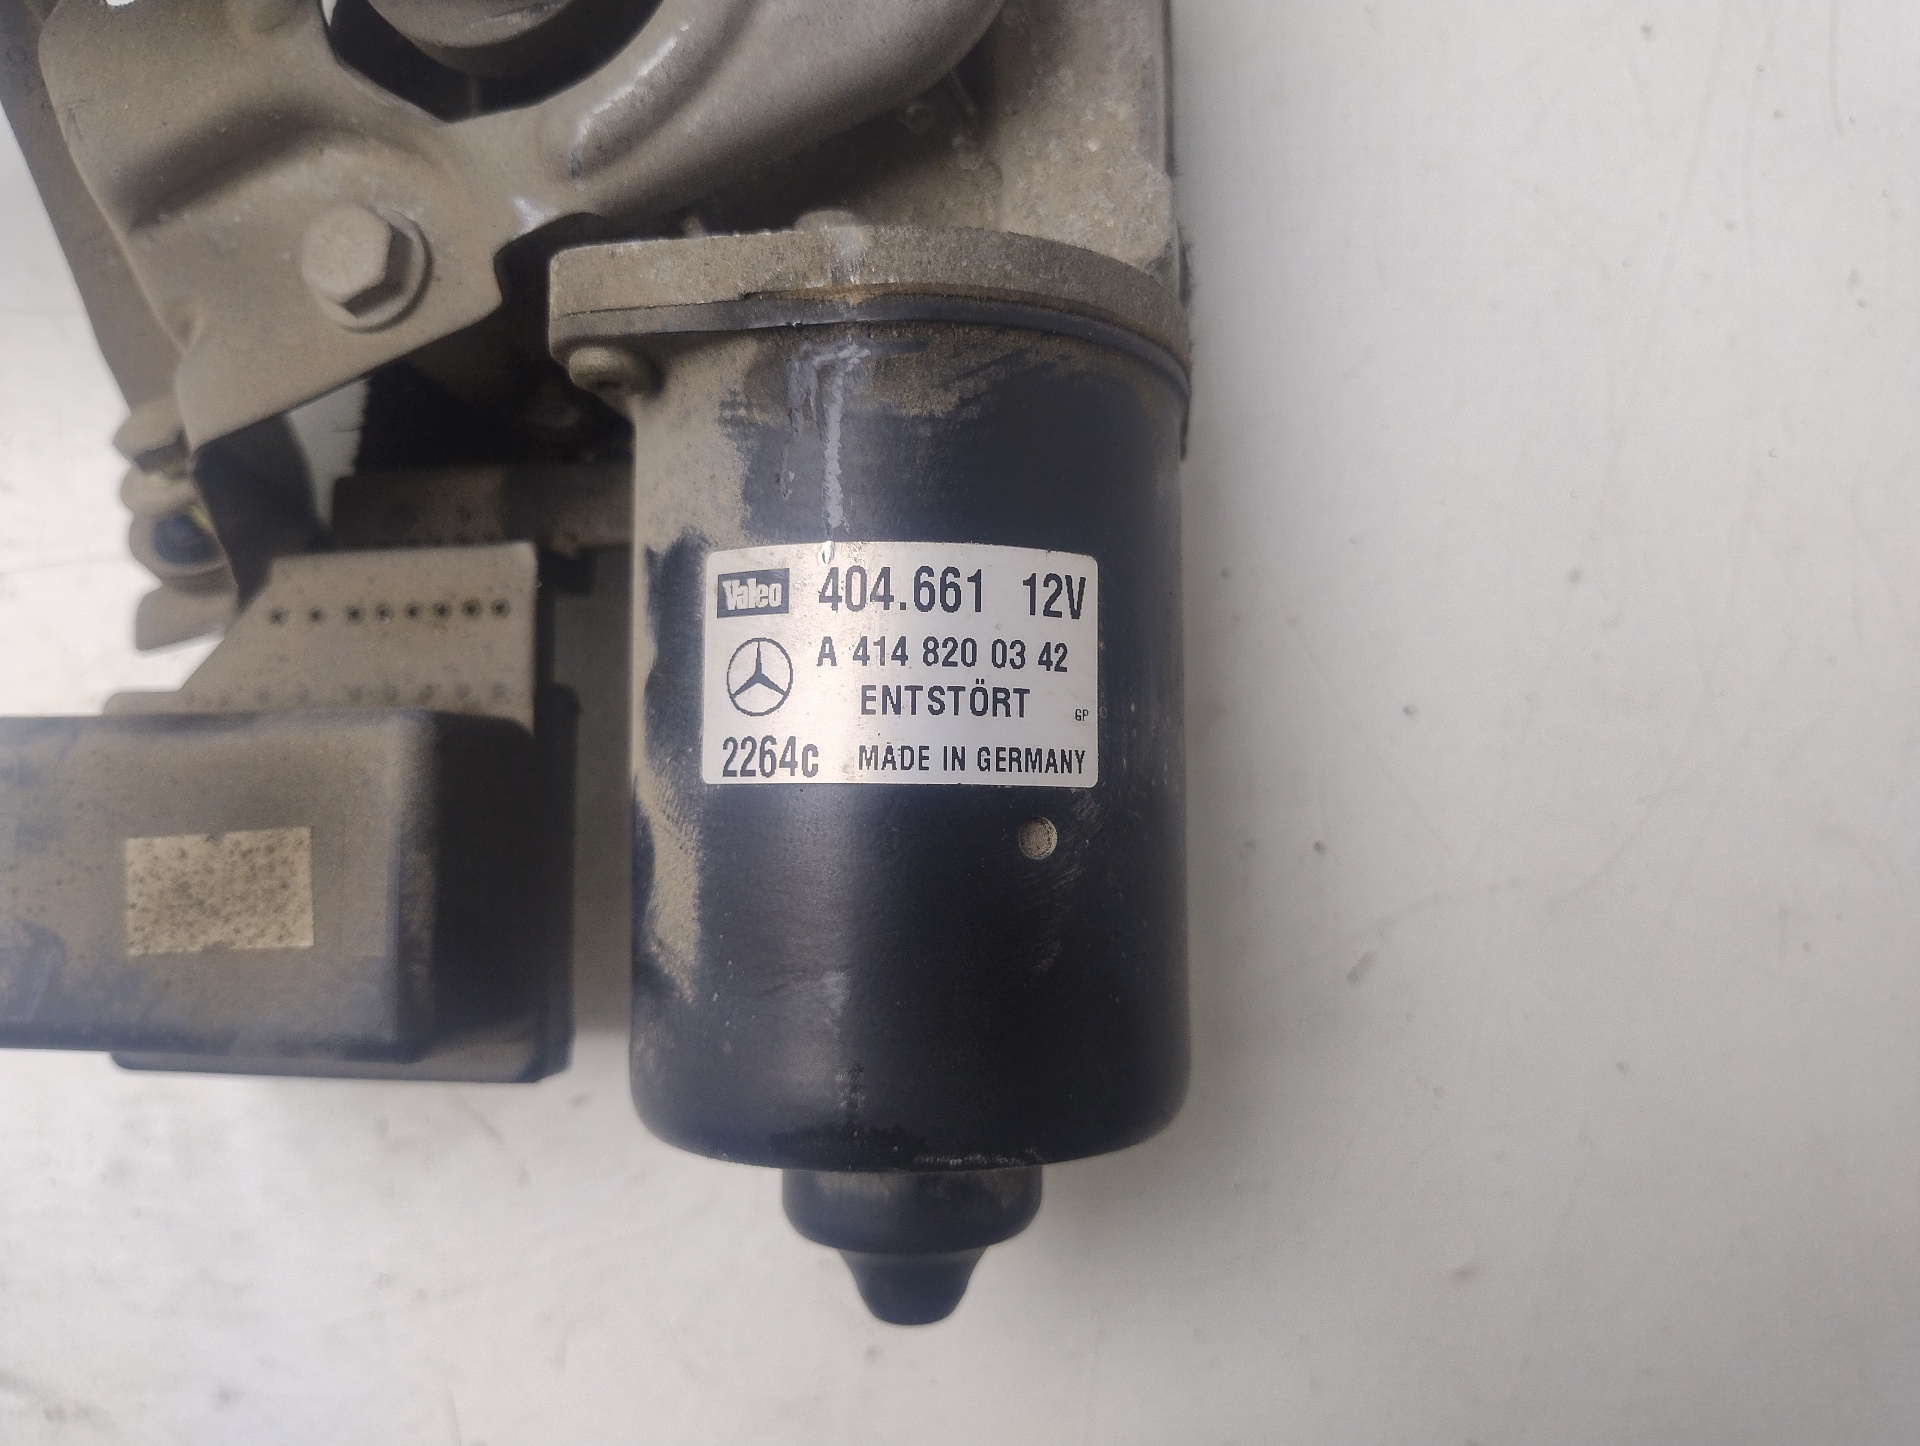 Valeo 404.661 12V
A 414 820 03 42
ENTSTÖRT GP
2264c MADE IN GERMANY